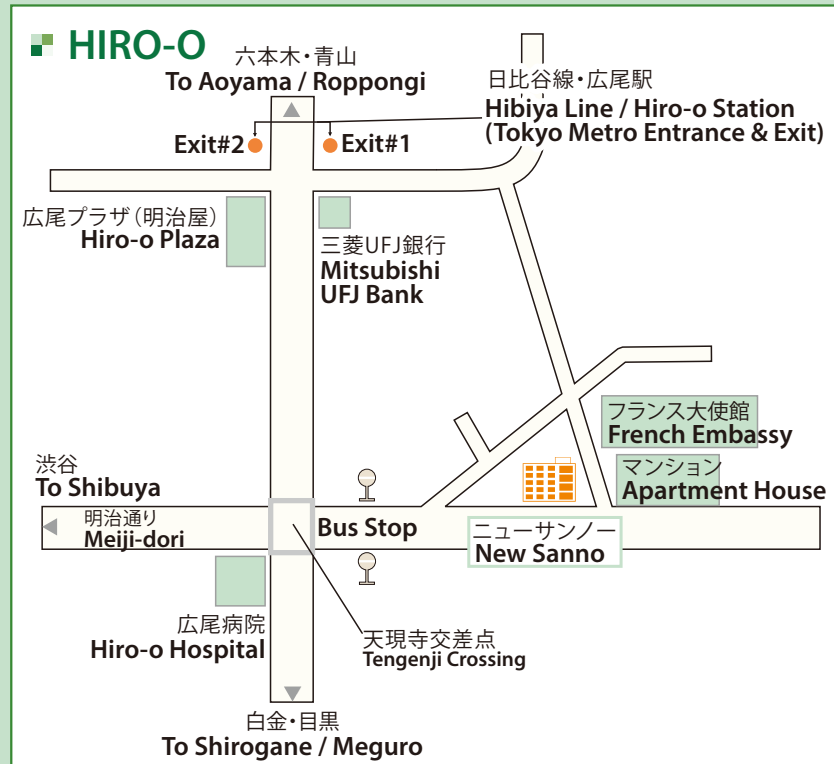 HIRO-O
六本木・青山
To Aoyama / Roppongi
日比谷線・広尾駅
Hibiya Line / Hiro-o Station
(Tokyo Metro Entrance & Exit)
Exit#2
Exit#1
広尾プラザ（明治屋）
Hiro-o Plaza
三菱UFJ銀行
Mitsubishi
UFJ Bank
フランス大使館
French Embassy
マンション
Apartment House
渋谷
To Shibuya
明治通り
Meiji-dori
Bus Stop
ニューサンノー
New Sanno
広尾病院
Hiro-o Hospital
天現寺交差点
Tengenji Crossing
白金・目黒
To Shirogane / Meguro